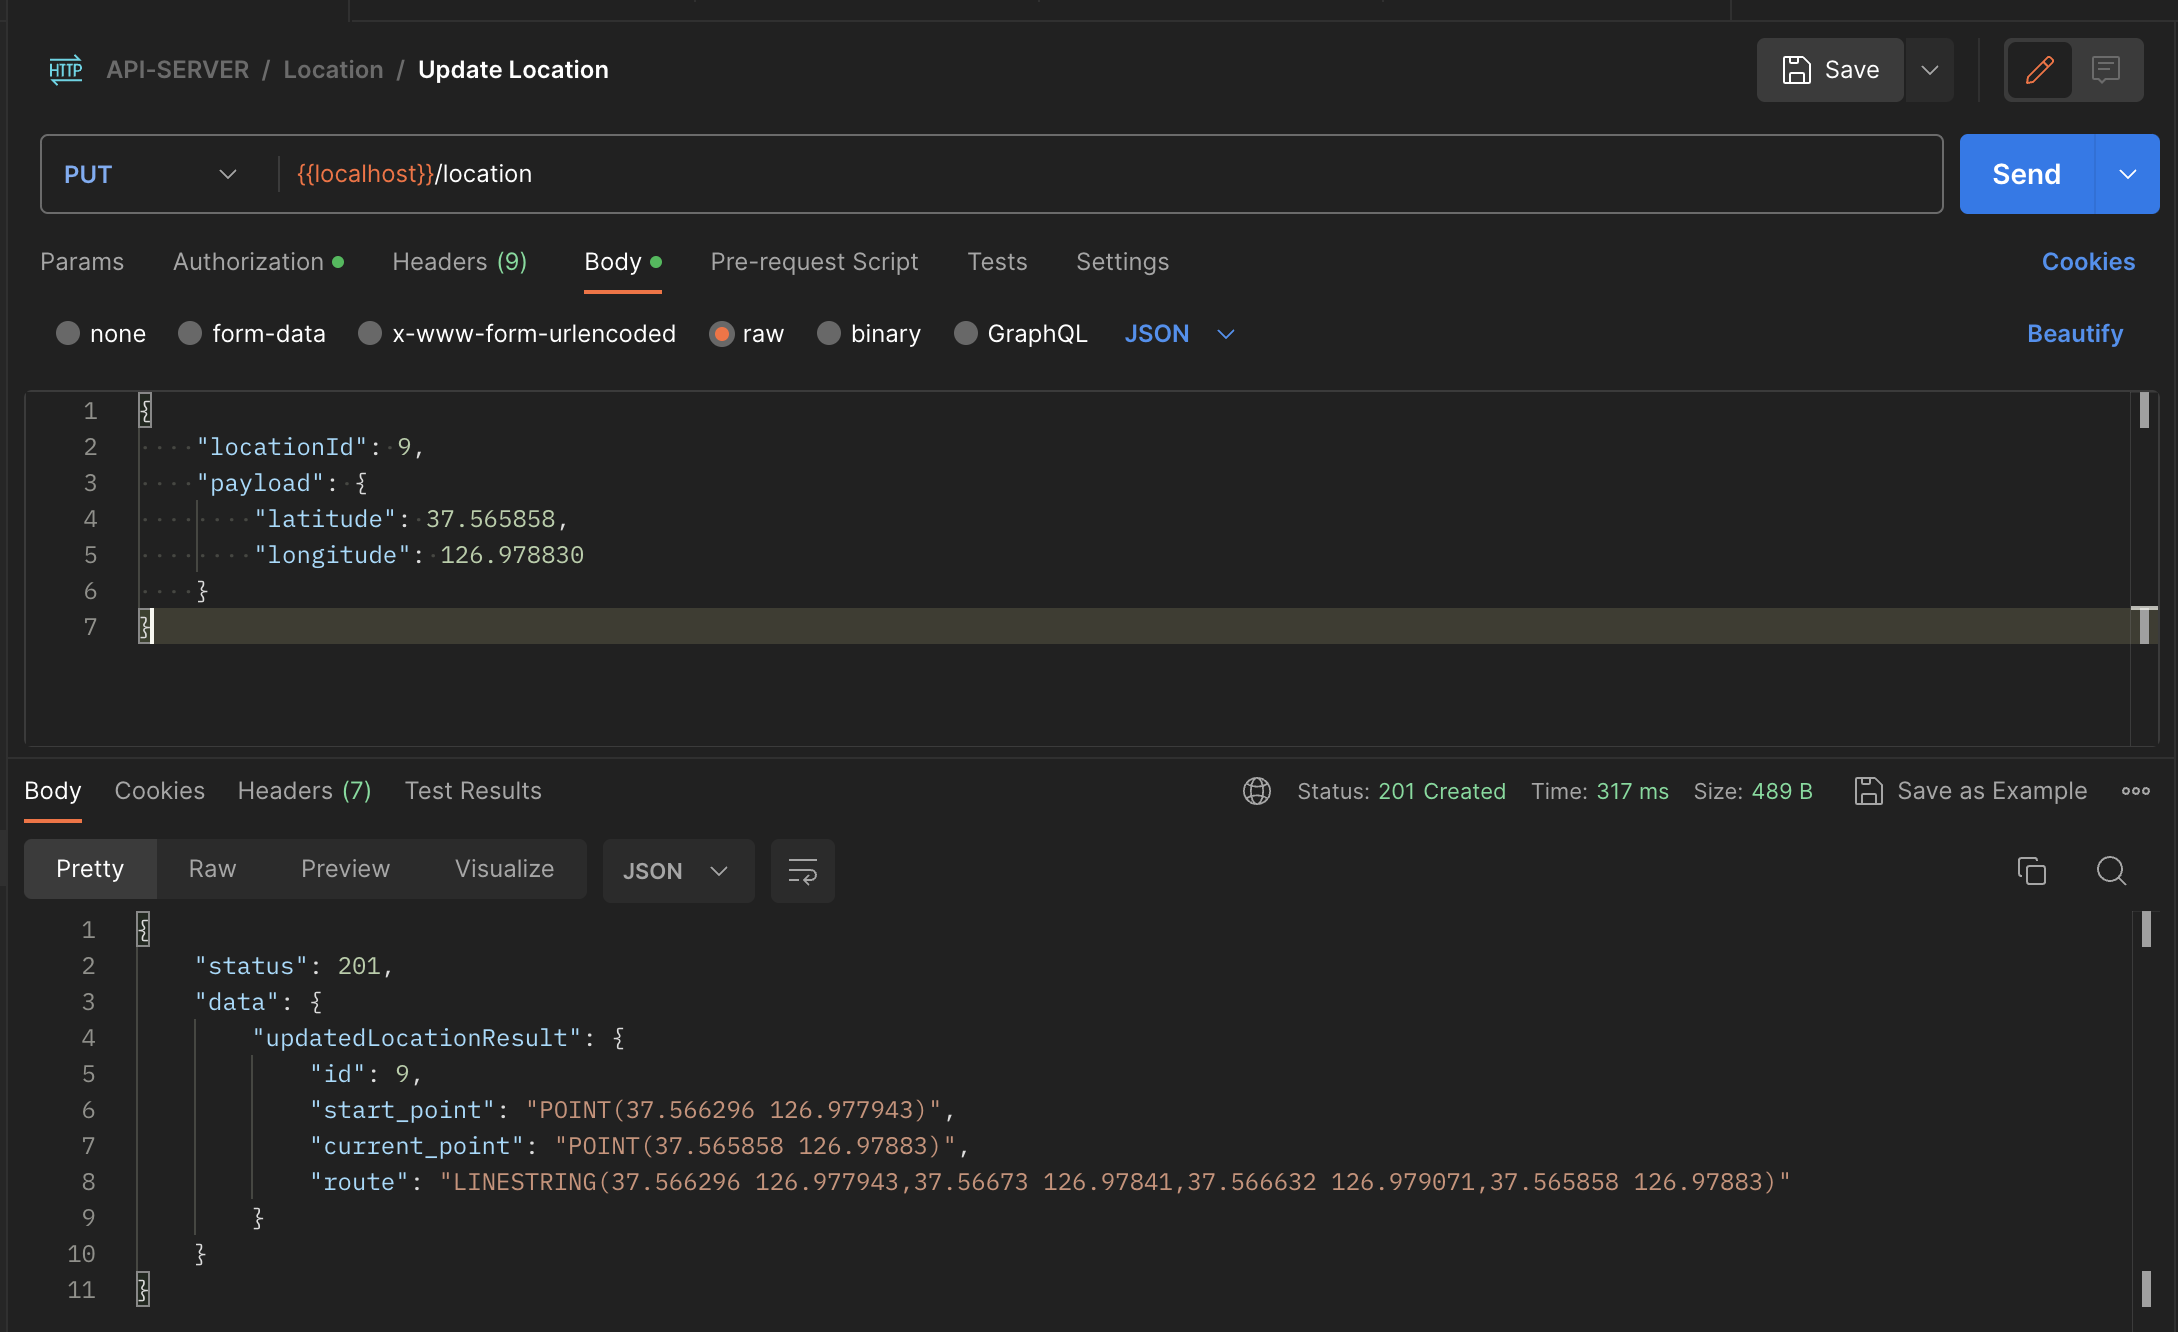 HTTP API-SERVER / Location / Update Location Save
PUT {{localhost}}/location Send
Params Authorization Headers (9) Body Pre-request Script Tests Settings Cookies
none form-data x-www-form-urlencoded raw binary GraphQL JSON Beautify
1 {
2 "locationId": 9,
3 "payload": {
4 "latitude": 37.565858,
5 "longitude": 126.978830
6 }
7 }
Body Cookies Headers (7) Test Results Status: 201 Created Time: 317 ms Size: 489 B Save as Example
Pretty Raw Preview Visualize JSON
1 {
2 "status": 201,
3 "data": {
4 "updatedLocationResult": {
5 "id": 9,
6 "start_point": "POINT(37.566296 126.977943)",
7 "current_point": "POINT(37.565858 126.97883)",
8 "route": "LINESTRING(37.566296 126.977943,37.56673 126.97841,37.566632 126.979071,37.565858 126.97883)"
9 }
10 }
11 }